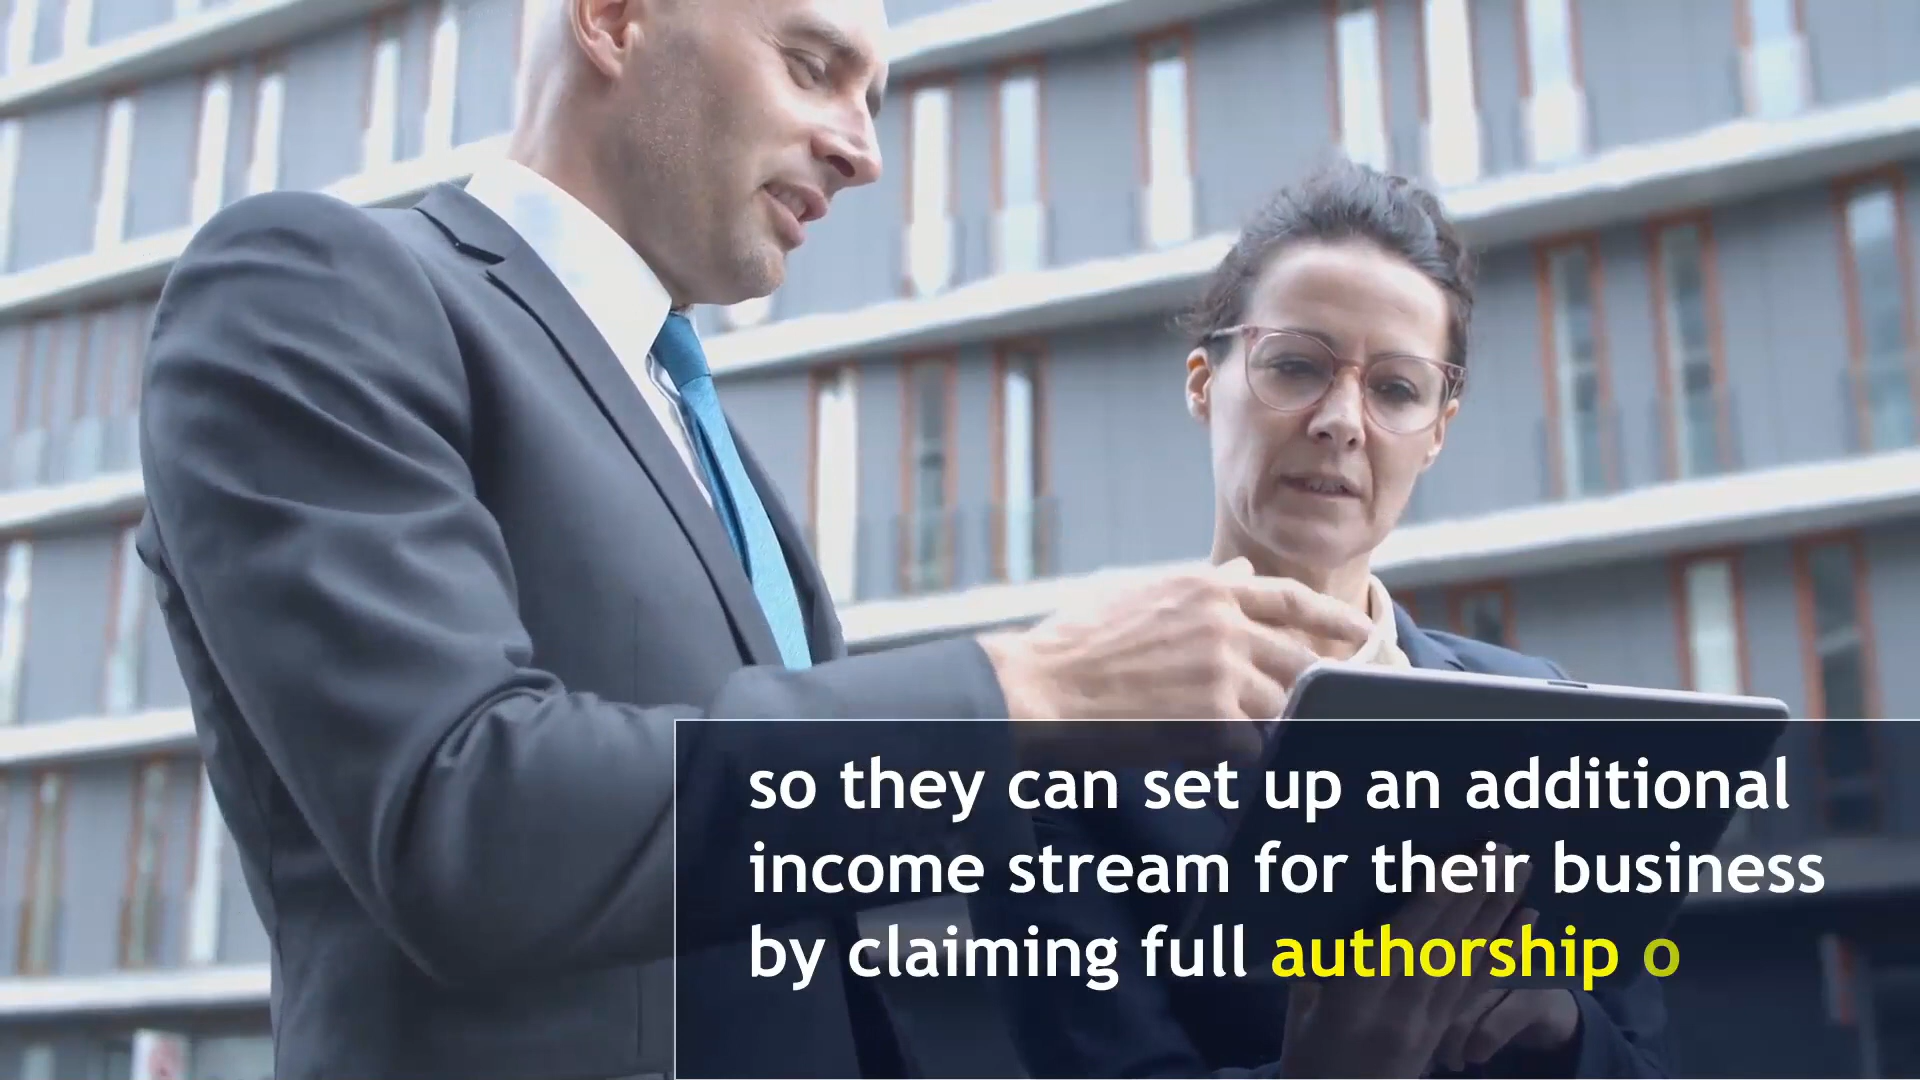 so they can set up an additional
income stream for their business
by claiming full authorship o